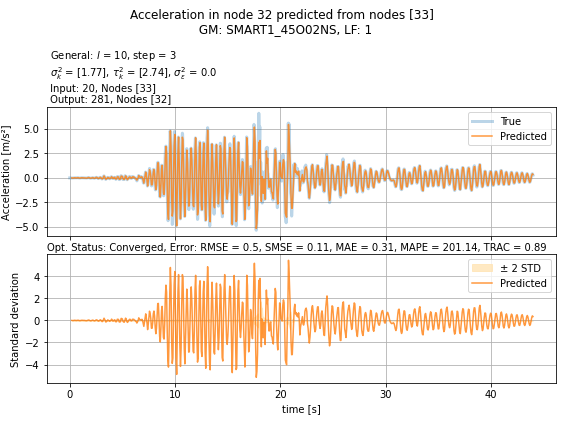 Acceleration in node 32 predicted from nodes [33]
GM: SMART1_45O02NS, LF: 1
General: l = 10, step = 3
σ²ₖ = [1.77], τ²ₖ = [2.74], σ²ₑ = 0.0
Input: 20, Nodes [33]
Output: 281, Nodes [32]
True
Predicted
Acceleration [m/s²]
5.0
2.5
0.0
−2.5
−5.0
Opt. Status: Converged, Error: RMSE = 0.5, SMSE = 0.11, MAE = 0.31, MAPE = 201.14, TRAC = 0.89
± 2 STD
Predicted
Standard deviation
4
2
0
−2
−4
0 10 20 30 40
time [s]